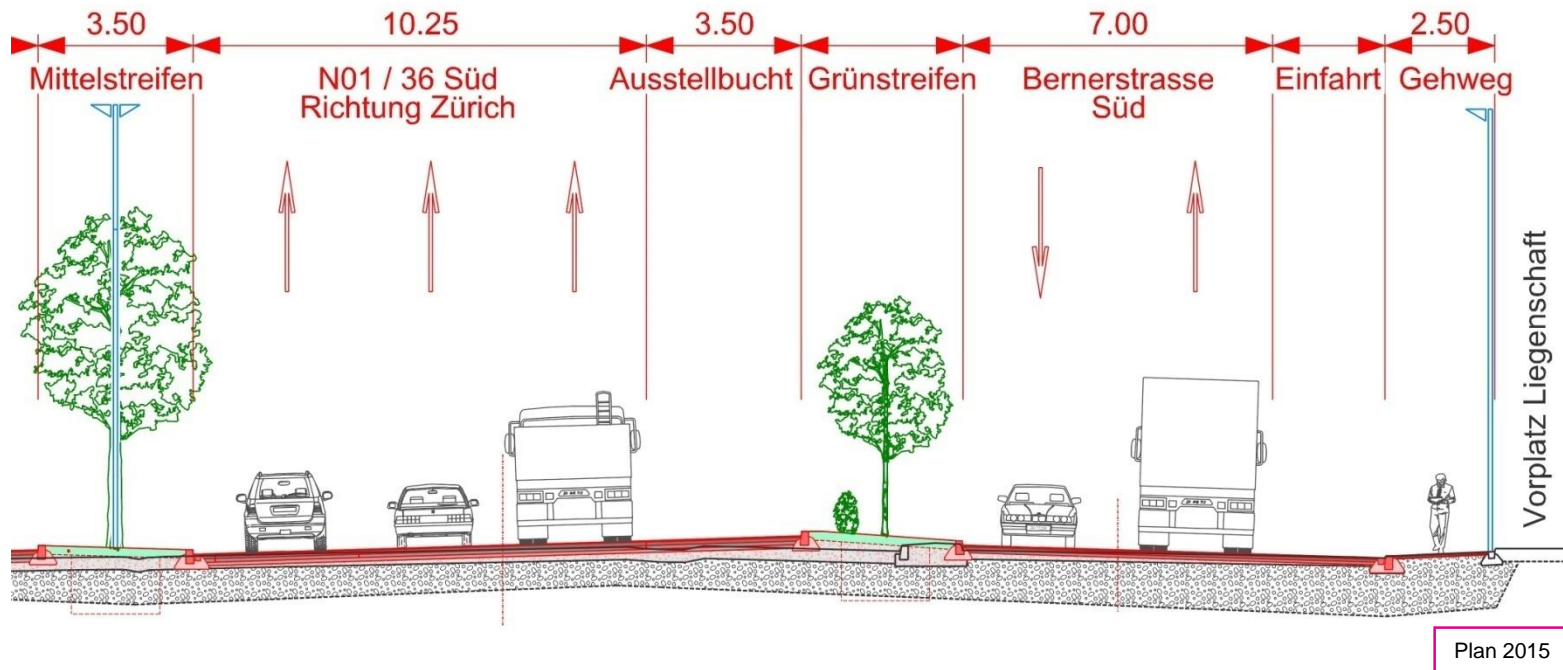 3.50 10.25 3.50 7.00 2.50
Mittelstreifen N01 / 36 Süd Ausstellbucht Grünstreifen Bernerstrasse Einfahrt Gehweg
Richtung Zürich Süd
Vorplatz Liegenschaft
Plan 2015